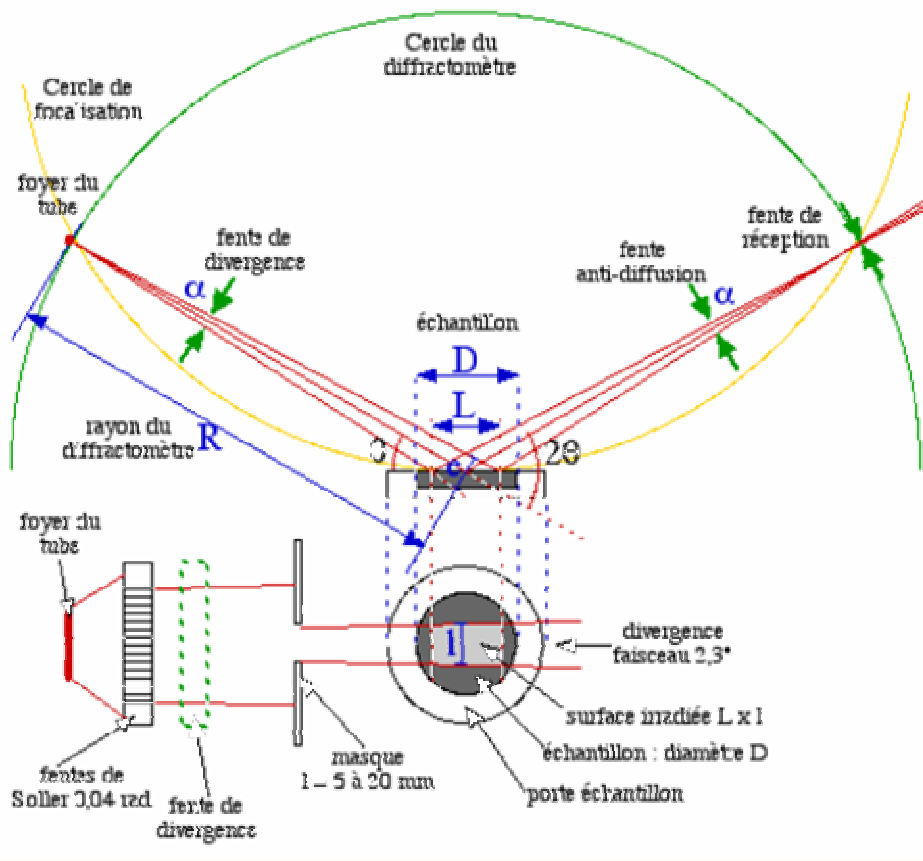 Cercle du
diffractomètre
Cercle de
focalisation
foyer du
tube
fente de
divergence
α
fente
anti-diffusion
α
fente de
réception
échantillon
D
L
rayon du
diffractomètre
R
θ
c
2θ
foyer du
tube
l
divergence
faisceau 2,3°
surface irradiée L x l
échantillon : diamètre D
porte échantillon
masque
l = 5 à 20 mm
fentes de
Soller 0,04 rad
fente de
divergence